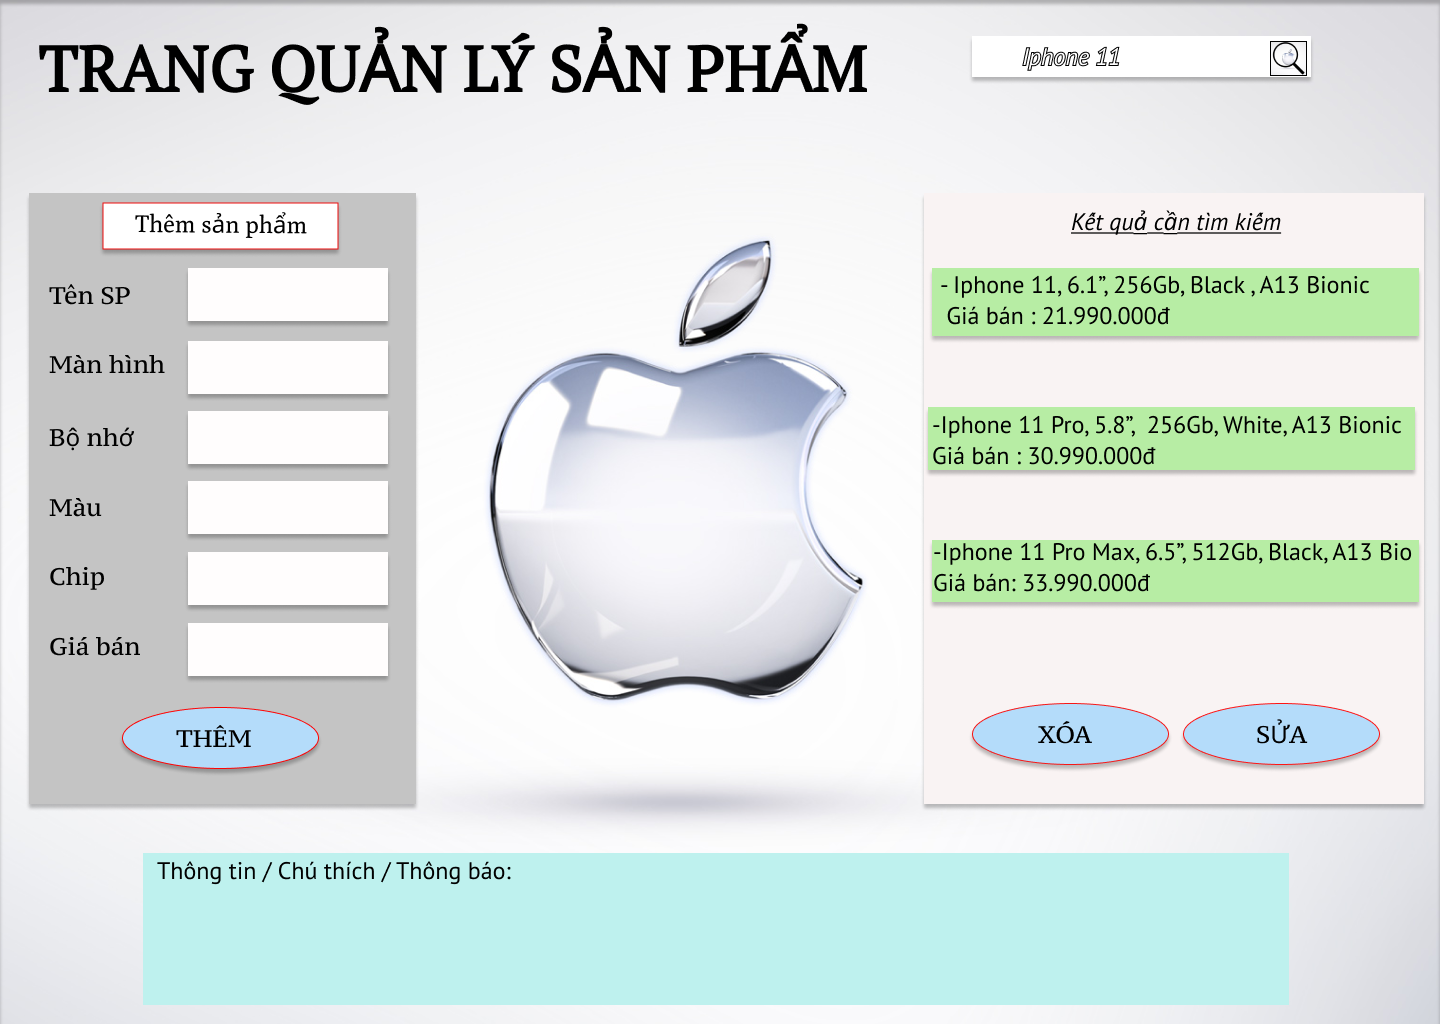 TRANG QUẢN LÝ SẢN PHẨM
Iphone 11
Thêm sản phẩm
Tên SP
Màn hình
Bộ nhớ
Màu
Chip
Giá bán
THÊM
Kết quả cần tìm kiếm
- Iphone 11, 6.1”, 256Gb, Black , A13 Bionic
Giá bán : 21.990.000đ
-Iphone 11 Pro, 5.8”, 256Gb, White, A13 Bionic
Giá bán : 30.990.000đ
-Iphone 11 Pro Max, 6.5”, 512Gb, Black, A13 Bio
Giá bán: 33.990.000đ
XÓA
SỬA
Thông tin / Chú thích / Thông báo: